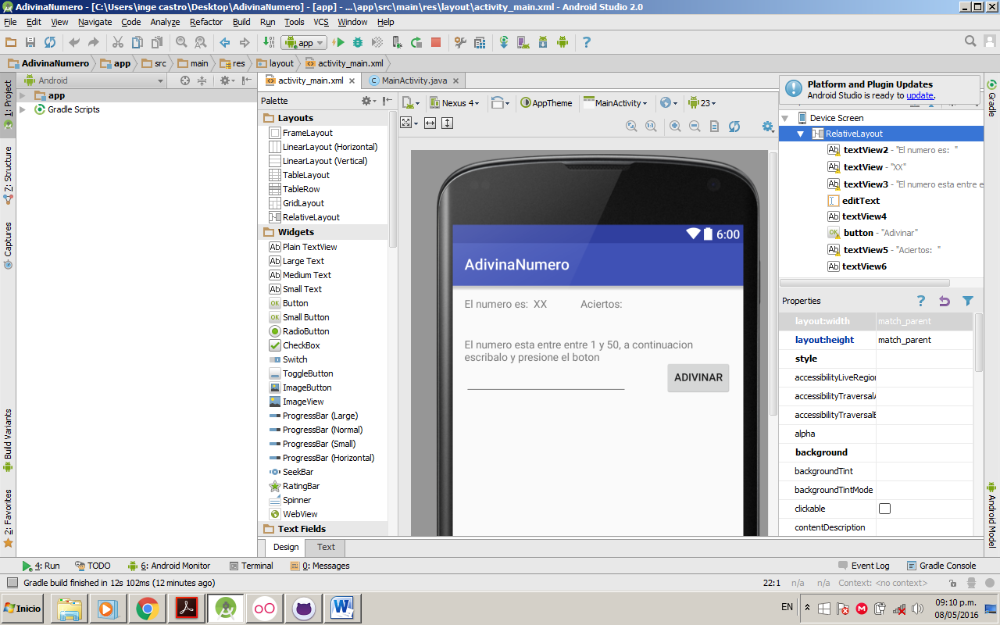 AdivinaNumero - [C:\Users\inge castro\Desktop\AdivinaNumero] - [app] - ...\app\src\main\res\layout\activity_main.xml - Android Studio 2.0
File Edit View Navigate Code Analyze Refactor Build Run Tools VCS Window Help
app
AdivinaNumero app src main res layout activity_main.xml
1: Project
Z: Structure
Captures
Build Variants
2: Favorites
Android
app
Gradle Scripts
activity_main.xml MainActivity.java
Palette
Layouts
FrameLayout
LinearLayout (Horizontal)
LinearLayout (Vertical)
TableLayout
TableRow
GridLayout
RelativeLayout
Widgets
Plain TextView
Large Text
Medium Text
Small Text
Button
Small Button
RadioButton
CheckBox
Switch
ToggleButton
ImageButton
ImageView
ProgressBar (Large)
ProgressBar (Normal)
ProgressBar (Small)
ProgressBar (Horizontal)
SeekBar
RatingBar
Spinner
WebView
Text Fields
Nexus 4 AppTheme MainActivity 23
6:00
AdivinaNumero
El numero es: XX Aciertos:
El numero esta entre entre 1 y 50, a continuacion
escribalo y presione el boton
ADIVINAR
Design Text
Platform and Plugin Updates
Android Studio is ready to update.
Device Screen
RelativeLayout
textView2 - "El numero es:  "
textView - "XX"
textView3 - "El numero esta entre e
editText
textView4
button - "Adivinar"
textView5 - "Aciertos:  "
textView6
Properties
layout:width match_parent
layout:height match_parent
style
accessibilityLiveRegion
accessibilityTraversalA
accessibilityTraversalB
alpha
background
backgroundTint
backgroundTintMode
clickable
contentDescription
Gradle
Android Model
4: Run TODO 6: Android Monitor Terminal 0: Messages Event Log Gradle Console
Gradle build finished in 12s 102ms (12 minutes ago) 22:1 n/a n/a Context: <no context>
Inicio
EN
09:10 p.m.
08/05/2016